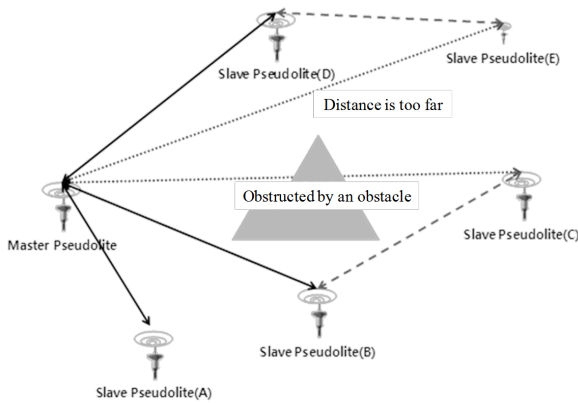 Slave Pseudolite(D)
Slave Pseudolite(E)
Distance is too far
Obstructed by an obstacle
Master Pseudolite
Slave Pseudolite(C)
Slave Pseudolite(B)
Slave Pseudolite(A)